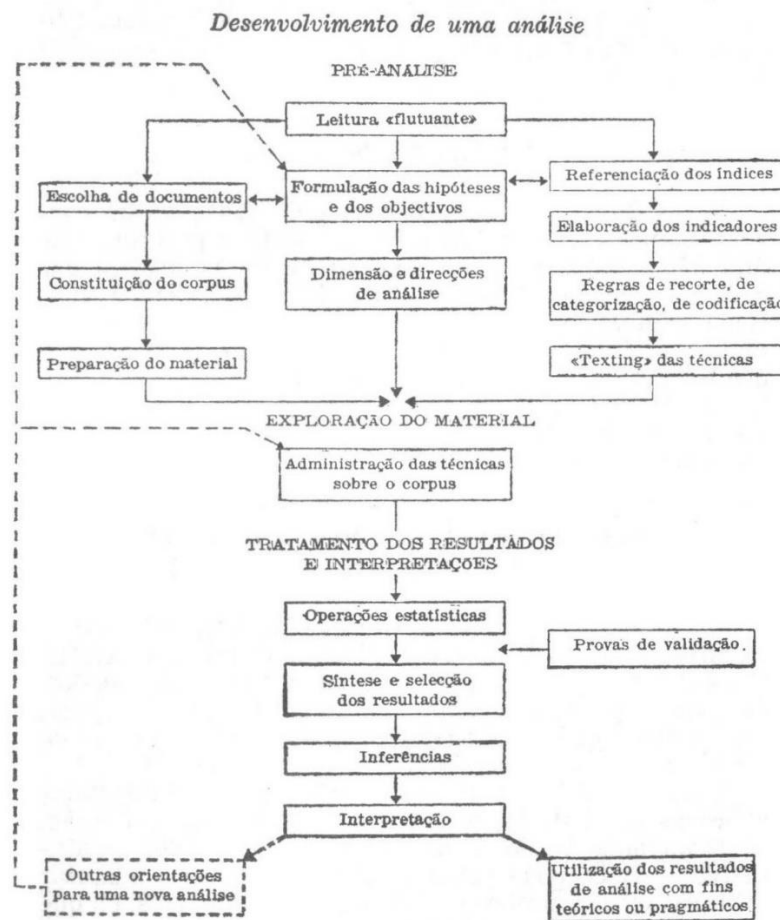 Desenvolvimento de uma análise
PRÉ-ANÁLISE
Leitura «flutuante»
Escolha de documentos
Formulação das hipóteses
e dos objectivos
Referenciação dos índices
Elaboração dos indicadores
Constituição do corpus
Dimensão e direcções
de análise
Regras de recorte, de
categorização, de codificação
Preparação do material
«Texting» das técnicas
EXPLORAÇÃO DO MATERIAL
Administração das técnicas
sobre o corpus
TRATAMENTO DOS RESULTADOS
E INTERPRETAÇÕES
Operações estatísticas
Provas de validação.
Síntese e selecção
dos resultados
Inferências
Interpretação
Outras orientações
para uma nova análise
Utilização dos resultados
de análise com fins
teóricos ou pragmáticos